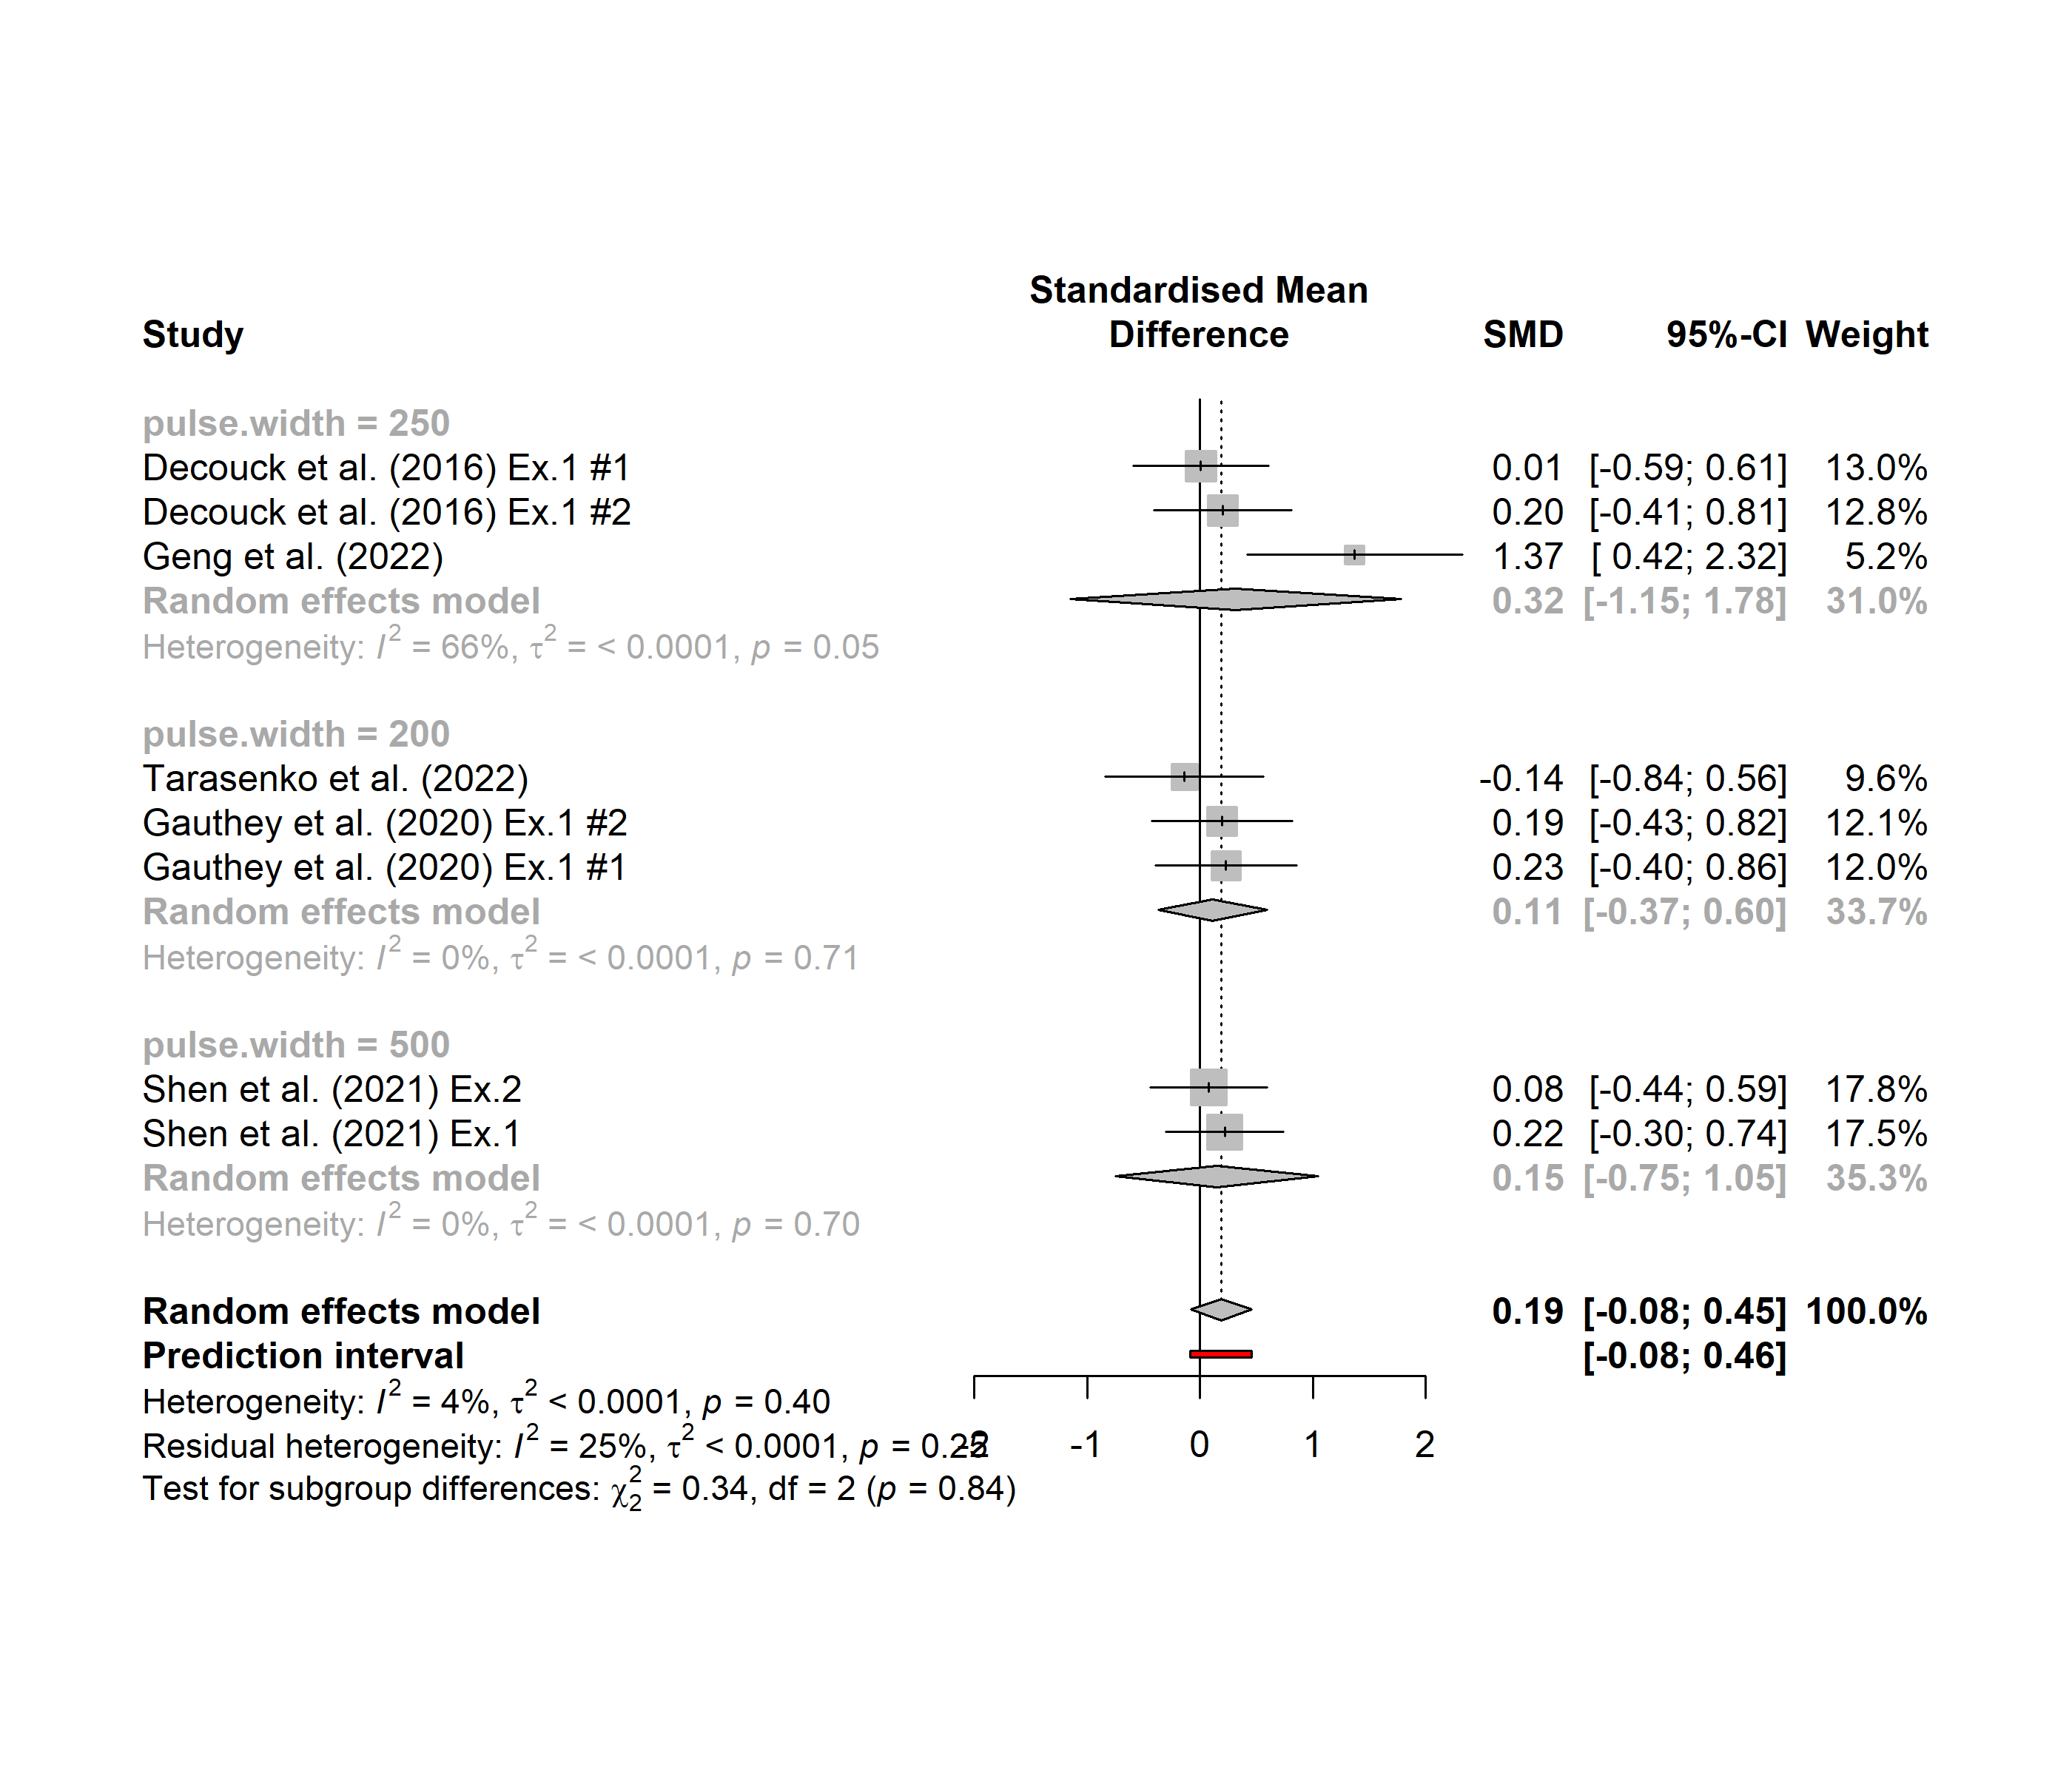 Standardised Mean
Study Difference SMD 95%-CI Weight
pulse.width = 250
Decouck et al. (2016) Ex.1 #1 0.01 [-0.59; 0.61] 13.0%
Decouck et al. (2016) Ex.1 #2 0.20 [-0.41; 0.81] 12.8%
Geng et al. (2022) 1.37 [ 0.42; 2.32] 5.2%
Random effects model 0.32 [-1.15; 1.78] 31.0%
Heterogeneity: I² = 66%, τ² = < 0.0001, p = 0.05
pulse.width = 200
Tarasenko et al. (2022) -0.14 [-0.84; 0.56] 9.6%
Gauthey et al. (2020) Ex.1 #2 0.19 [-0.43; 0.82] 12.1%
Gauthey et al. (2020) Ex.1 #1 0.23 [-0.40; 0.86] 12.0%
Random effects model 0.11 [-0.37; 0.60] 33.7%
Heterogeneity: I² = 0%, τ² = < 0.0001, p = 0.71
pulse.width = 500
Shen et al. (2021) Ex.2 0.08 [-0.44; 0.59] 17.8%
Shen et al. (2021) Ex.1 0.22 [-0.30; 0.74] 17.5%
Random effects model 0.15 [-0.75; 1.05] 35.3%
Heterogeneity: I² = 0%, τ² = < 0.0001, p = 0.70
Random effects model 0.19 [-0.08; 0.45] 100.0%
Prediction interval [-0.08; 0.46]
Heterogeneity: I² = 4%, τ² < 0.0001, p = 0.40
Residual heterogeneity: I² = 25%, τ² < 0.0001, p = 0.25 -2 -1 0 1 2
Test for subgroup differences: χ²₂ = 0.34, df = 2 (p = 0.84)